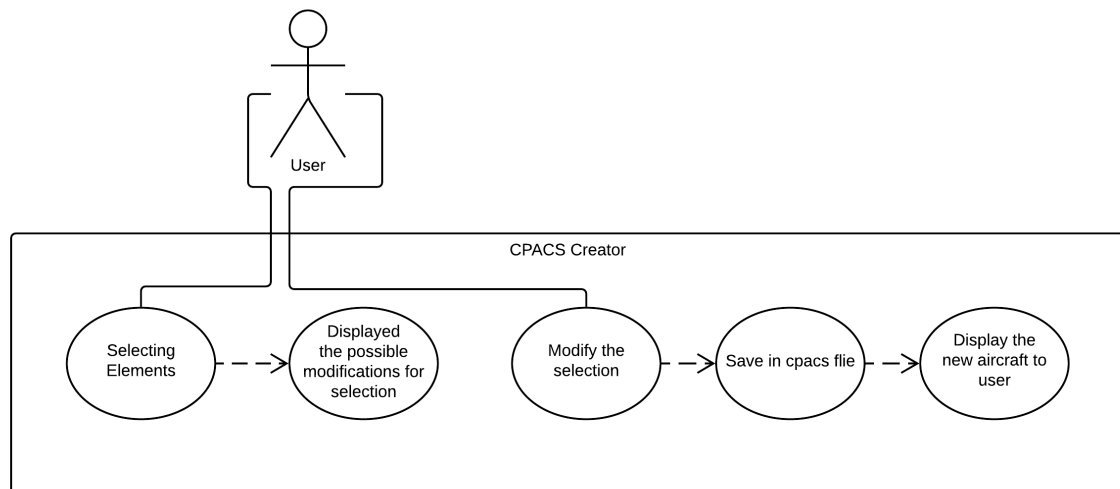 User
CPACS Creator
Selecting
Elements
Displayed
the possible
modifications for
selection
Modify the
selection
Save in cpacs flie
Display the
new aircraft to
user